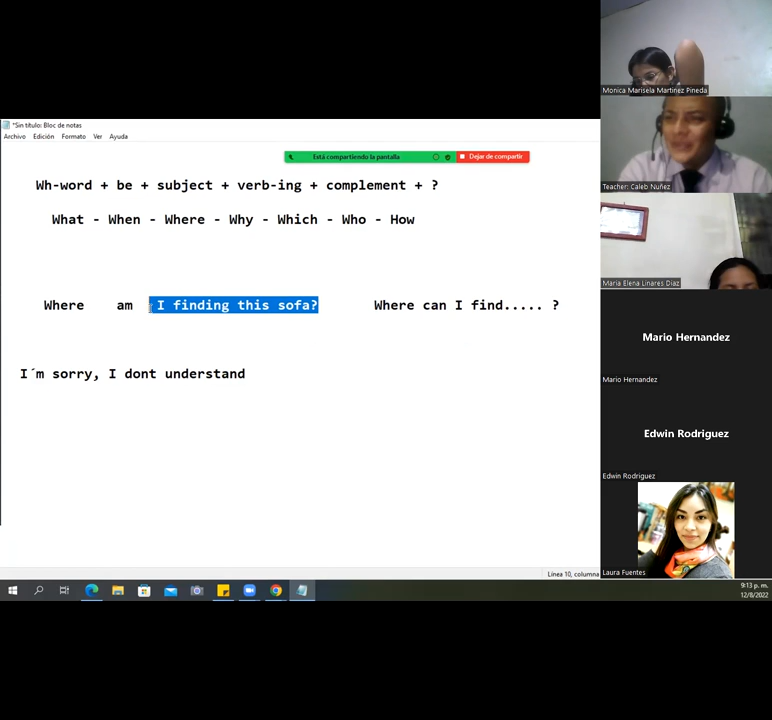 *Sin título: Bloc de notas
Archivo Edición Formato Ver Ayuda
Está compartiendo la pantalla Dejar de compartir
Wh-word + be + subject + verb-ing + complement + ?
What - When - Where - Why - Which - Who - How
Where am I finding this sofa? Where can I find..... ?
I´m sorry, I dont understand
Línea 10, columna
9:13 p. m.
12/8/2022
Monica Marisela Martinez Pineda
Teacher: Caleb Nuñez
Maria Elena Linares Diaz
Mario Hernandez
Mario Hernandez
Edwin Rodriguez
Edwin Rodriguez
Laura Fuentes